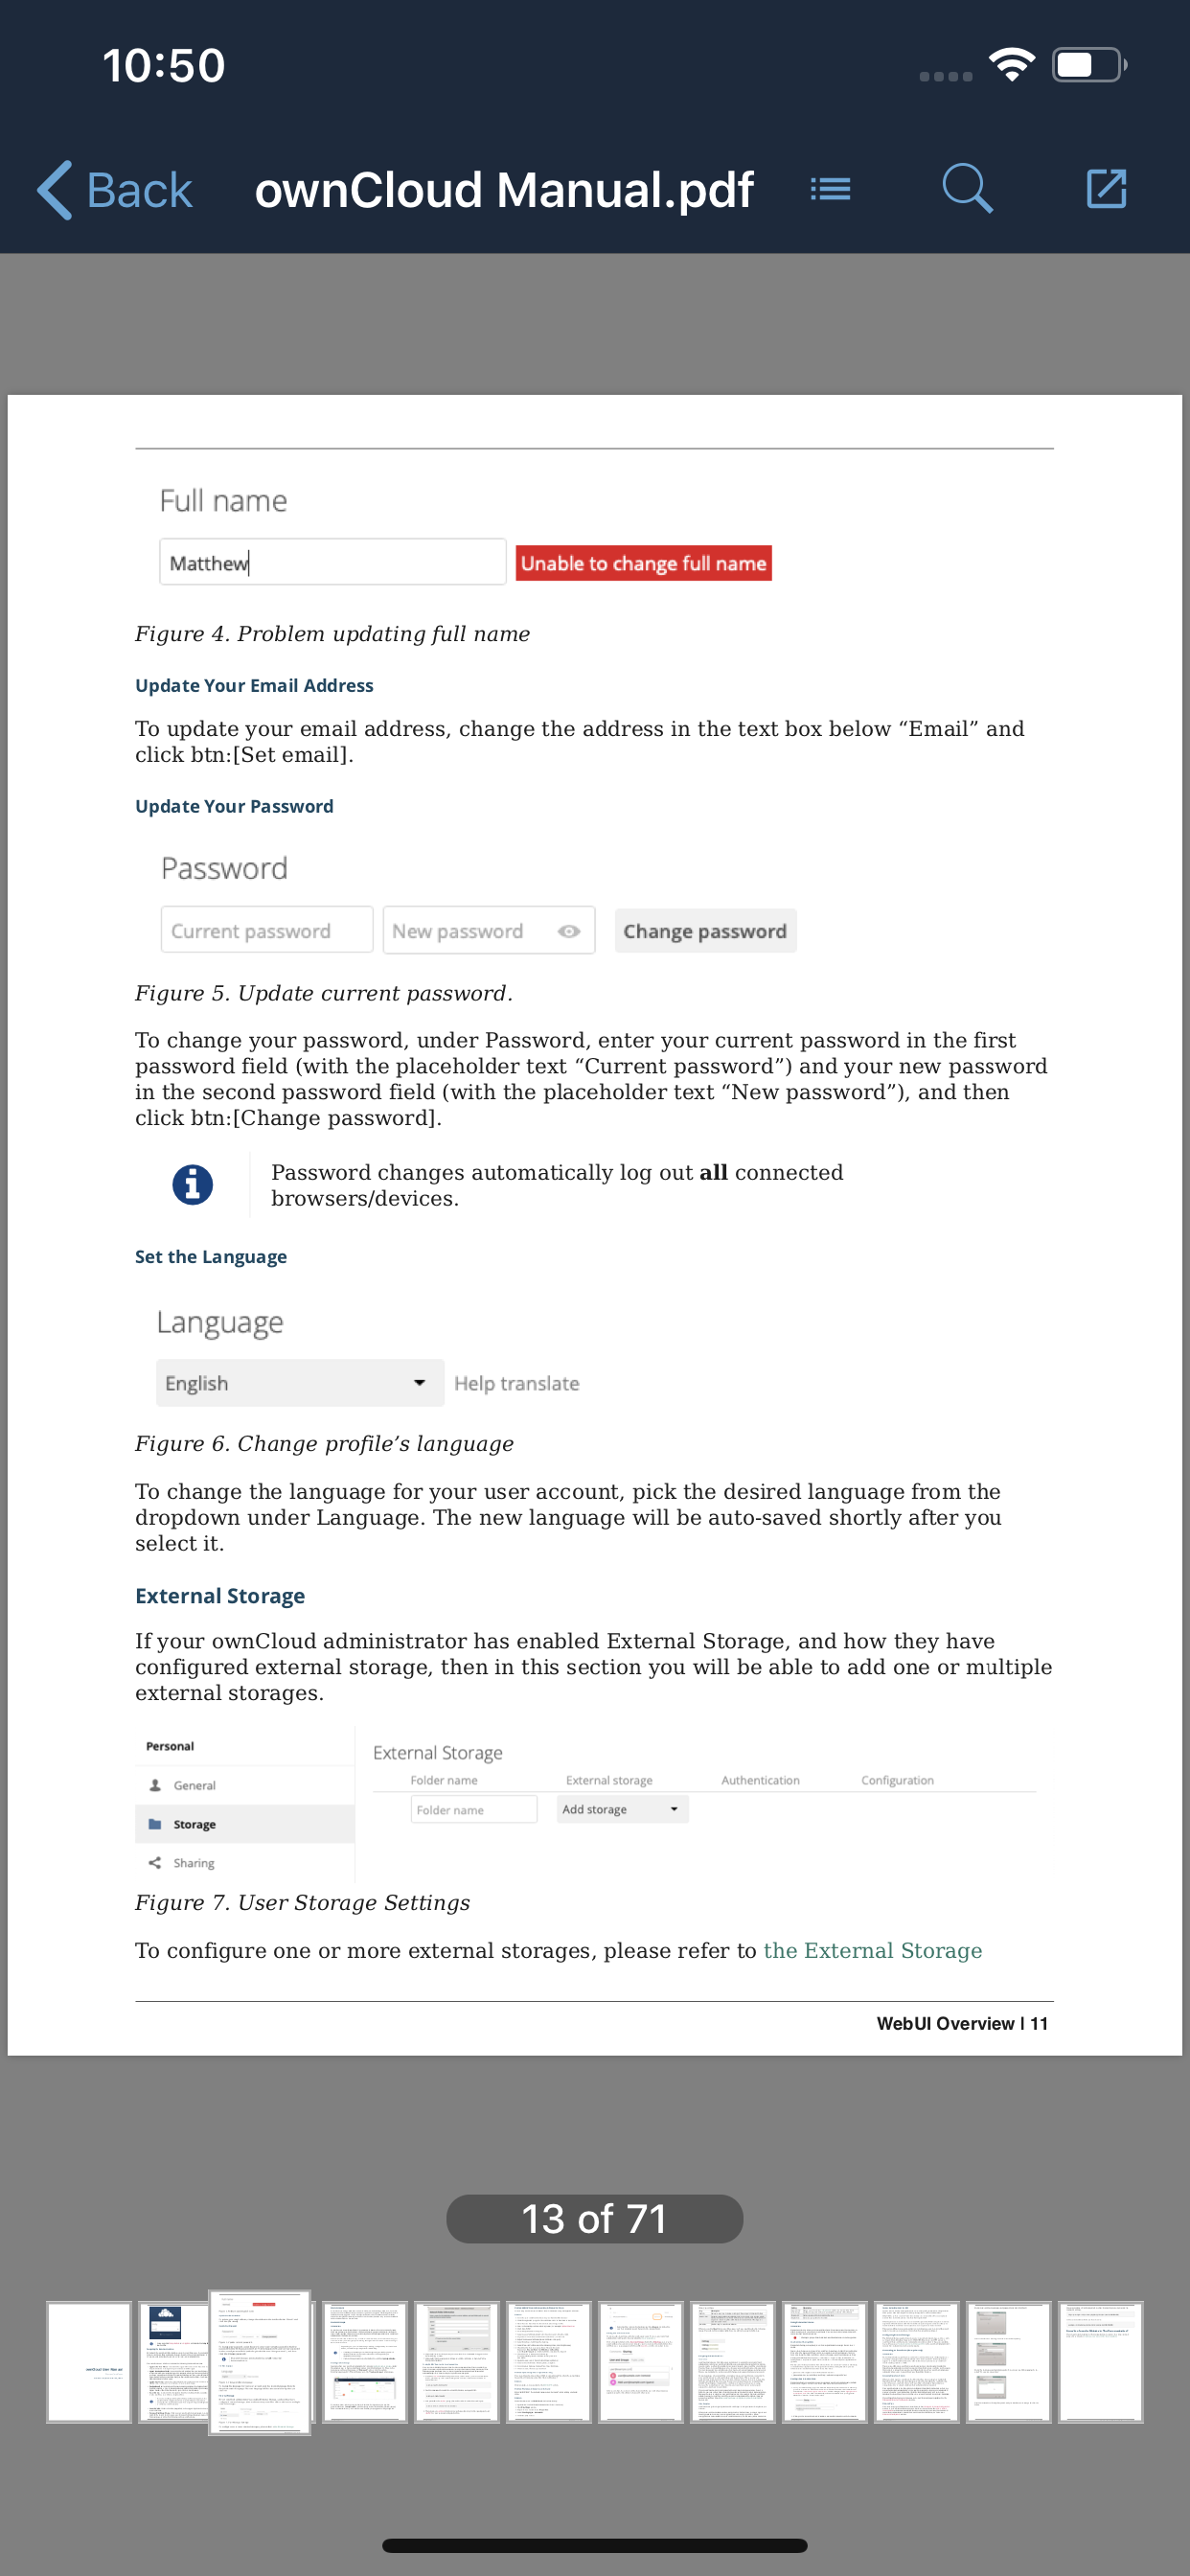 10:50
Back
ownCloud Manual.pdf
Full name
Matthew
Unable to change full name
Figure 4. Problem updating full name
Update Your Email Address
To update your email address, change the address in the text box below “Email” and
click btn:[Set email].
Update Your Password
Password
Current password
New password
Change password
Figure 5. Update current password.
To change your password, under Password, enter your current password in the first
password field (with the placeholder text “Current password”) and your new password
in the second password field (with the placeholder text “New password”), and then
click btn:[Change password].
Password changes automatically log out all connected
browsers/devices.
Set the Language
Language
English
Help translate
Figure 6. Change profile’s language
To change the language for your user account, pick the desired language from the
dropdown under Language. The new language will be auto-saved shortly after you
select it.
External Storage
If your ownCloud administrator has enabled External Storage, and how they have
configured external storage, then in this section you will be able to add one or multiple
external storages.
Personal
General
Storage
Sharing
External Storage
Folder name
External storage
Authentication
Configuration
Folder name
Add storage
Figure 7. User Storage Settings
To configure one or more external storages, please refer to the External Storage
WebUI Overview | 11
13 of 71